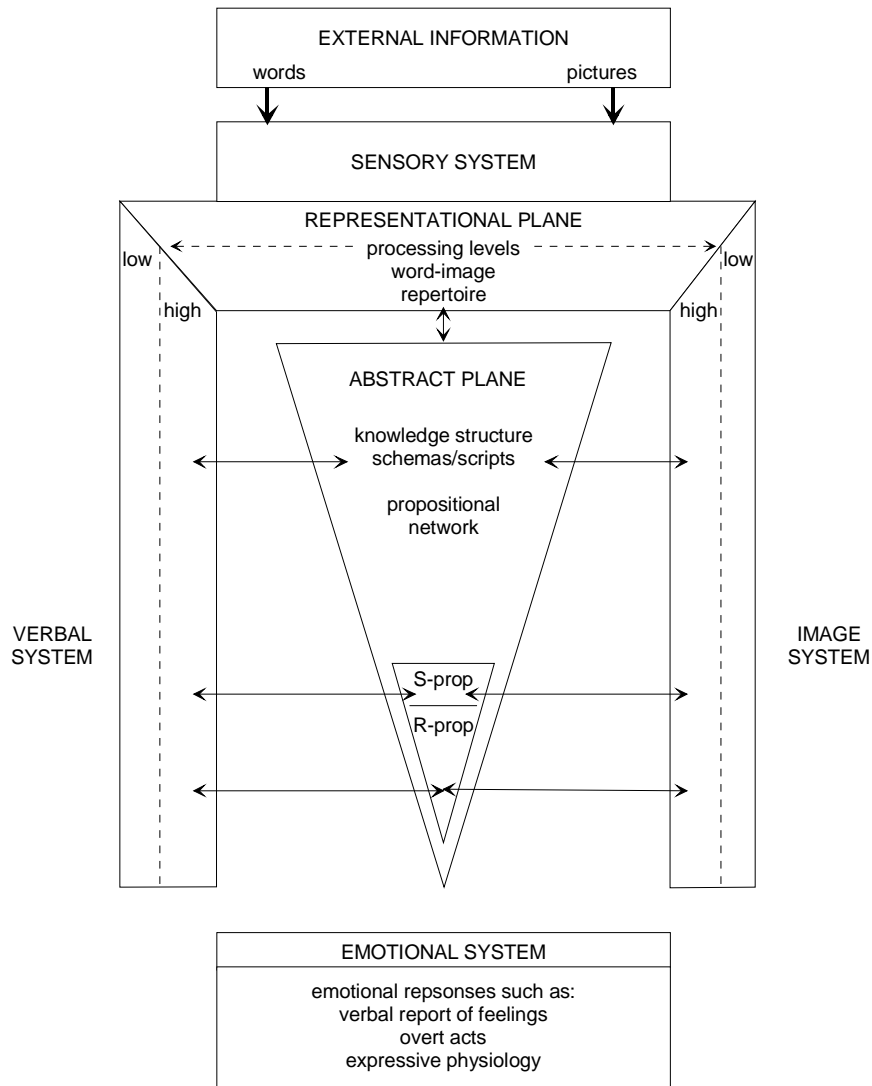 EXTERNAL INFORMATION
words pictures
SENSORY SYSTEM
REPRESENTATIONAL PLANE
processing levels
low low
word-image
repertoire
high high
ABSTRACT PLANE
knowledge structure
schemas/scripts
propositional
network
VERBAL
SYSTEM
IMAGE
SYSTEM
S-prop
R-prop
EMOTIONAL SYSTEM
emotional repsonses such as:
verbal report of feelings
overt acts
expressive physiology